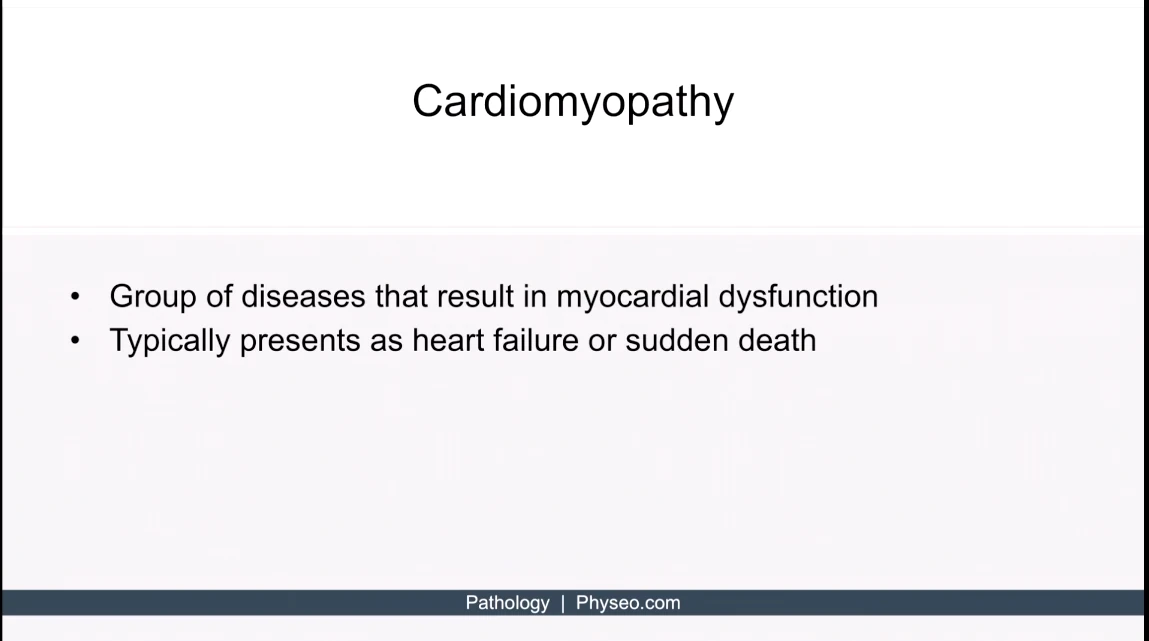 Cardiomyopathy
• Group of diseases that result in myocardial dysfunction
• Typically presents as heart failure or sudden death
Pathology | Physeo.com